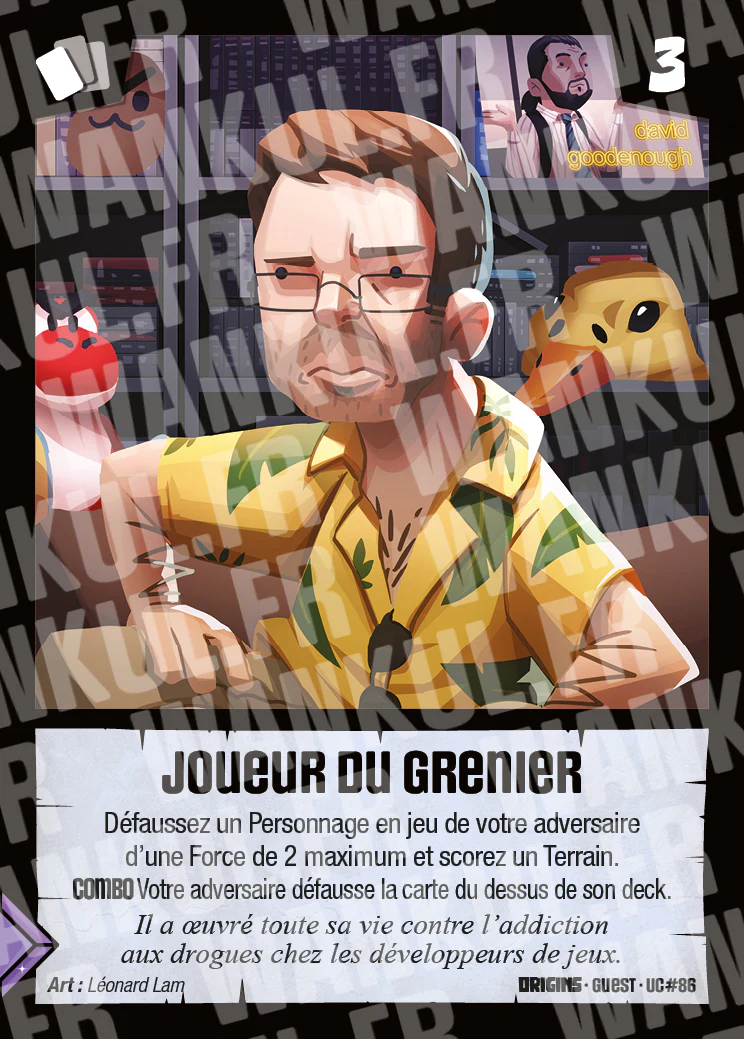 3
david
goodenough
JOUEUR DU GRENIER
Défaussez un Personnage en jeu de votre adversaire
d’une Force de 2 maximum et scorez un Terrain.
COMBO Votre adversaire défausse la carte du dessus de son deck.
Il a œuvré toute sa vie contre l’addiction
aux drogues chez les développeurs de jeux.
Art : Léonard Lam
ORIGINS · GUEST · UC#86
WANKUL.FR